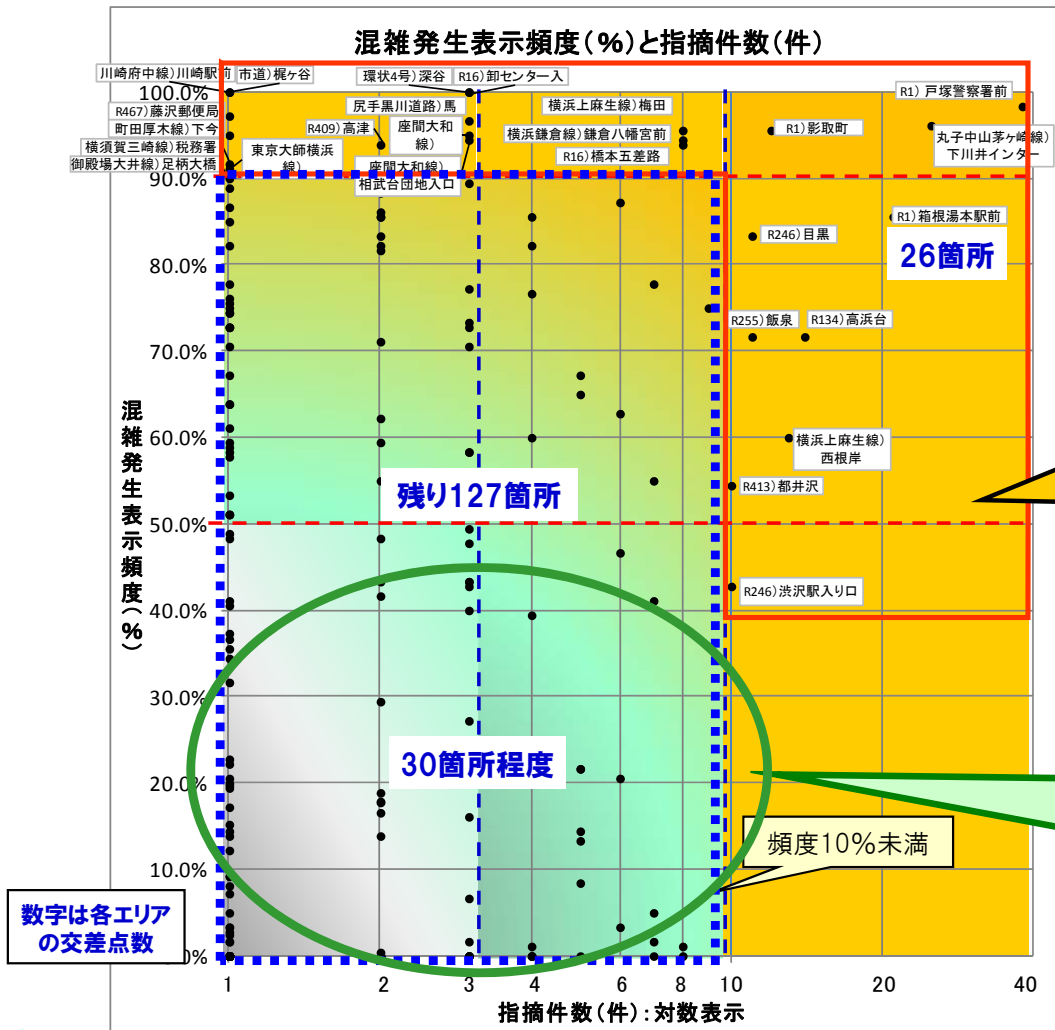 混雑発生表示頻度(%)と指摘件数(件)
川崎府中線)川崎駅前
市道)梶ヶ谷
環状4号)深谷
R16)卸センター入
R1) 戸塚警察署前
100.0%
R467)藤沢郵便局
尻手黒川道路)馬
横浜上麻生線)梅田
町田厚木線)下今
R409)高津
座間大和
線)
横浜鎌倉線)鎌倉八幡宮前
R1)影取町
丸子中山茅ヶ崎線)
下川井インター
横須賀三崎線)税務署
東京大師横浜
線)
御殿場大井線)足柄大橋
座間大和線)
相武台団地入口
R16)橋本五差路
90.0%
R1)箱根湯本駅前
R246)目黒
26箇所
80.0%
R255)飯泉
R134)高浜台
70.0%
60.0%
横浜上麻生線)
西根岸
残り127箇所
R413)都井沢
50.0%
R246)渋沢駅入り口
40.0%
30.0%
30箇所程度
20.0%
頻度10%未満
10.0%
数字は各エリア
の交差点数
.0%
混雑発生表示頻度(%)
1
2
3
4
5
6
7
8
10
20
40
指摘件数(件):対数表示